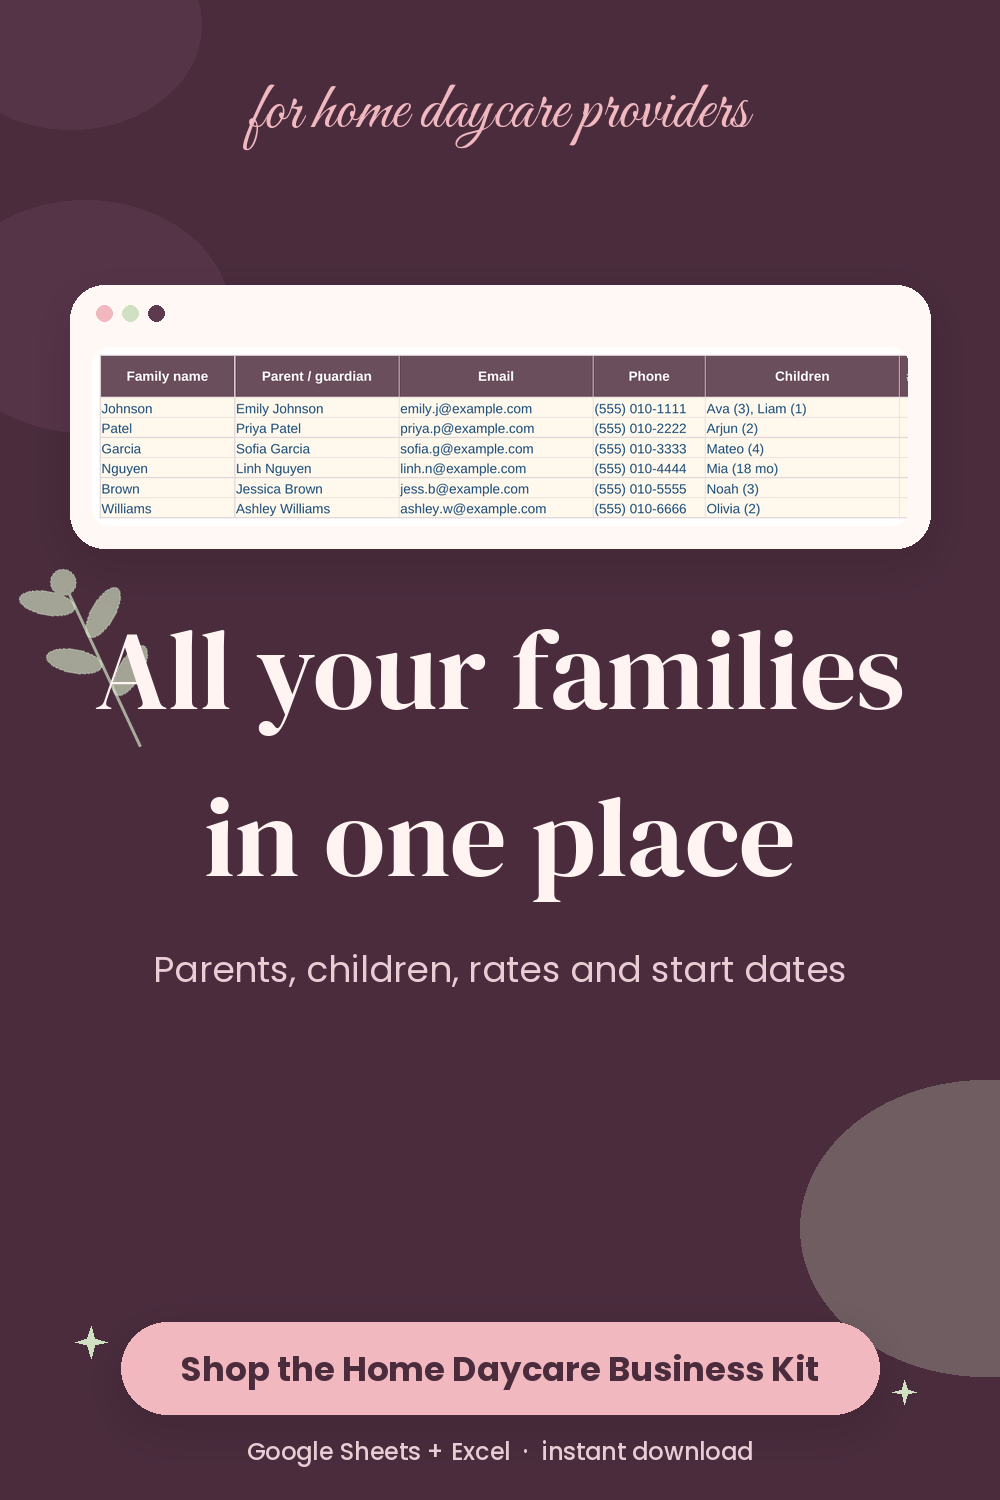 for home daycare providers
Family name Parent / guardian Email Phone Children
Johnson Emily Johnson emily.j@example.com (555) 010-1111 Ava (3), Liam (1)
Patel Priya Patel priya.p@example.com (555) 010-2222 Arjun (2)
Garcia Sofia Garcia sofia.g@example.com (555) 010-3333 Mateo (4)
Nguyen Linh Nguyen linh.n@example.com (555) 010-4444 Mia (18 mo)
Brown Jessica Brown jess.b@example.com (555) 010-5555 Noah (3)
Williams Ashley Williams ashley.w@example.com (555) 010-6666 Olivia (2)
All your families
in one place
Parents, children, rates and start dates
Shop the Home Daycare Business Kit
Google Sheets + Excel · instant download